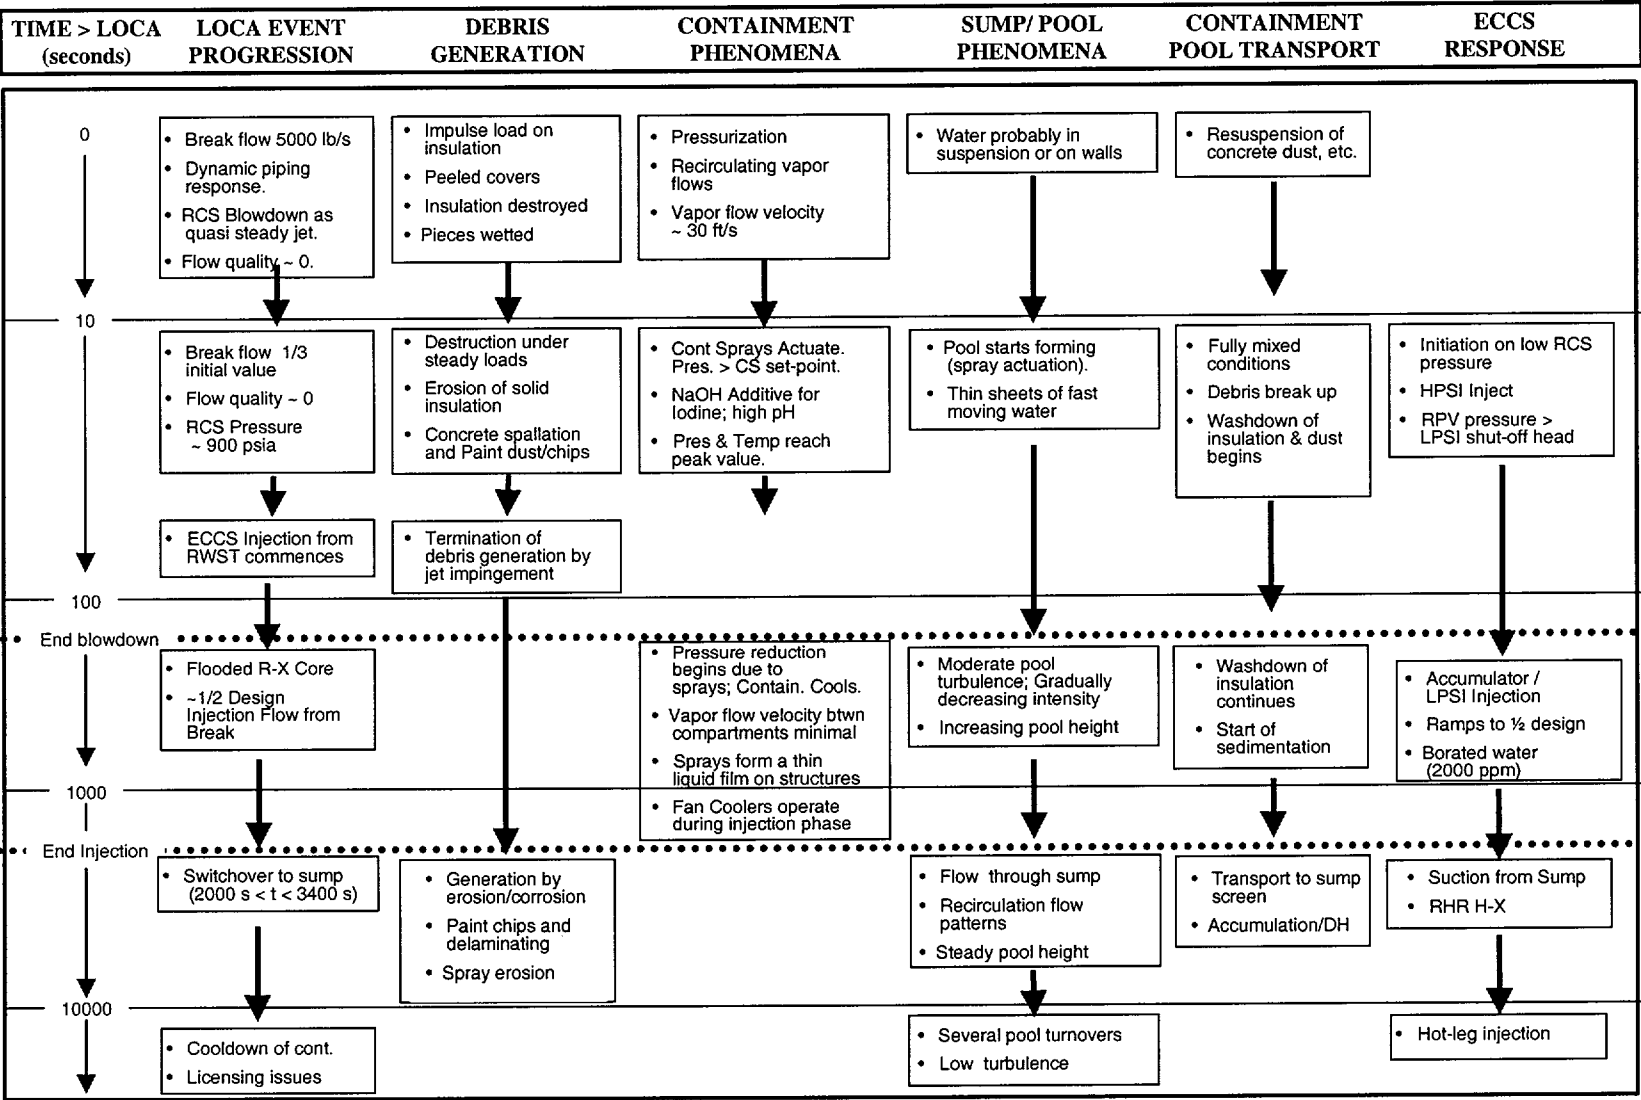 TIME > LOCA
(seconds)
LOCA EVENT
PROGRESSION
DEBRIS
GENERATION
CONTAINMENT
PHENOMENA
SUMP/ POOL
PHENOMENA
CONTAINMENT
POOL TRANSPORT
ECCS
RESPONSE
0
• Break flow 5000 lb/s
• Dynamic piping
response.
• RCS Blowdown as
quasi steady jet.
• Flow quality ~ 0.
• Impulse load on
insulation
• Peeled covers
• Insulation destroyed
• Pieces wetted
• Pressurization
• Recirculating vapor
flows
• Vapor flow velocity
~ 30 ft/s
• Water probably in
suspension or on walls
• Resuspension of
concrete dust, etc.
10
• Break flow 1/3
initial value
• Flow quality ~ 0
• RCS Pressure
~ 900 psia
• Destruction under
steady loads
• Erosion of solid
insulation
• Concrete spallation
and Paint dust/chips
• Cont Sprays Actuate.
Pres. > CS set-point.
• NaOH Additive for
Iodine; high pH
• Pres & Temp reach
peak value.
• Pool starts forming
(spray actuation).
• Thin sheets of fast
moving water
• Fully mixed
conditions
• Debris break up
• Washdown of
insulation & dust
begins
• Initiation on low RCS
pressure
• HPSI Inject
• RPV pressure >
LPSI shut-off head
• ECCS Injection from
RWST commences
• Termination of
debris generation by
jet impingement
100
End blowdown
• Flooded R-X Core
• ~1/2 Design
Injection Flow from
Break
• Pressure reduction
begins due to
sprays; Contain. Cools.
• Vapor flow velocity btwn
compartments minimal
• Sprays form a thin
liquid film on structures
• Fan Coolers operate
during injection phase
• Moderate pool
turbulence; Gradually
decreasing intensity
• Increasing pool height
• Washdown of
insulation
continues
• Start of
sedimentation
• Accumulator /
LPSI Injection
• Ramps to ½ design
• Borated water
(2000 ppm)
1000
End Injection
• Switchover to sump
(2000 s < t < 3400 s)
• Generation by
erosion/corrosion
• Paint chips and
delaminating
• Spray erosion
• Flow through sump
• Recirculation flow
patterns
• Steady pool height
• Transport to sump
screen
• Accumulation/DH
• Suction from Sump
• RHR H-X
10000
• Cooldown of cont.
• Licensing issues
• Several pool turnovers
• Low turbulence
• Hot-leg injection